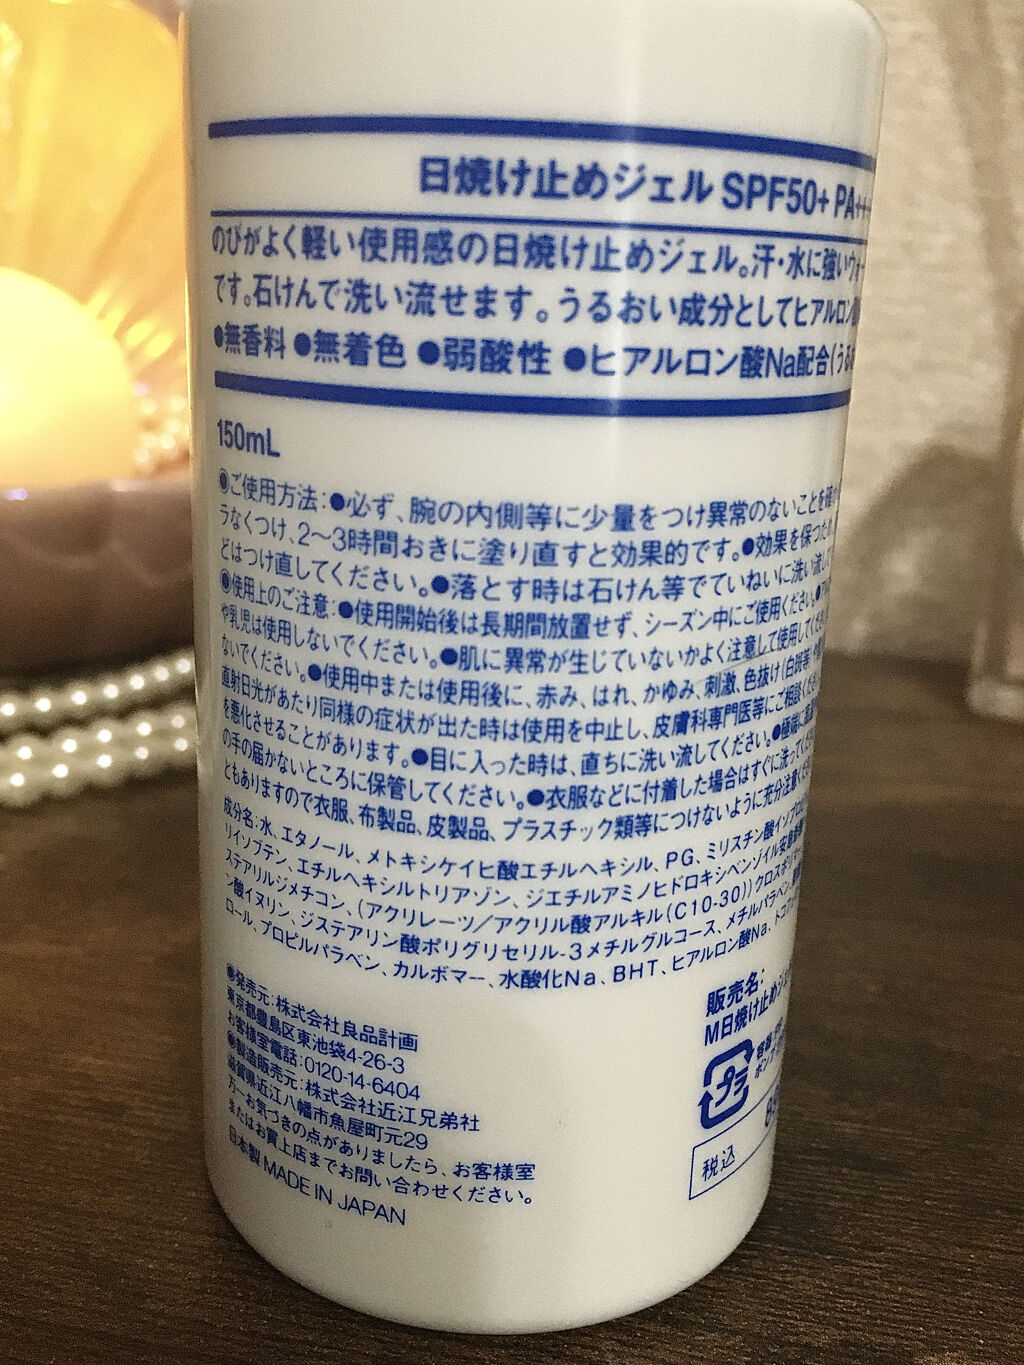 日焼け止めジェル SPF50+ PA++
のびがよく軽い使用感の日焼け止めジェル。汗・水に強いウォー
です。石けんで洗い流せます。うるおい成分としてヒアルロン
●無香料 ●無着色 ●弱酸性 ●ヒアルロン酸Na配合(うる
150mL
◉ご使用方法:●必ず、腕の内側等に少量をつけ異常のないことを確
ラなくつけ、2〜3時間おきに塗り直すと効果的です。●効果を保つため、
どはつけ直してください。●落とす時は石けん等でていねいに洗い流し
◉使用上のご注意:●使用開始後は長期間放置せず、シーズン中にご使用ください。●
や乳児は使用しないでください。●肌に異常が生じていないかよく注意して使用してくださ
ないでください。●使用中または使用後に、赤み、はれ、かゆみ、刺激、色抜け(白斑等)や
直射日光があたり同様の症状が出た時は使用を中止し、皮膚科専門医等にご相談くだ
を悪化させることがあります。●目に入った時は、直ちに洗い流してください。●極端に
の手の届かないところに保管してください。●衣服などに付着した場合はすぐに洗って
ともありますので衣服、布製品、皮製品、プラスチック類等につけないように充分注意くだ
成分名:水、エタノール、メトキシケイヒ酸エチルヘキシル、PG、ミリスチン酸イソプロピ
リイソブテン、エチルヘキシルトリアゾン、ジエチルアミノヒドロキシベンゾイル安息香
ステアリルジメチコン、(アクリレーツ/アクリル酸アルキル(C10-30))クロスポリマー
ン酸イヌリン、ジステアリン酸ポリグリセリル-3メチルグルコース、メチルパラベン、
ロール、プロピルパラベン、カルボマー、水酸化Na、BHT、ヒアルロン酸Na、トコフェ
◉発売元:株式会社良品計画
東京都豊島区東池袋4-26-3
お客様室電話:0120-14-6404
◉製造販売元:株式会社近江兄弟社
滋賀県近江八幡市魚屋町元29
万一お気づきの点がありましたら、お客様室
またはお買上店までお問い合わせください。
日本製 MADE IN JAPAN
販売名:
M日焼け止めジェ
プラ
容器:
ポンプ
税込